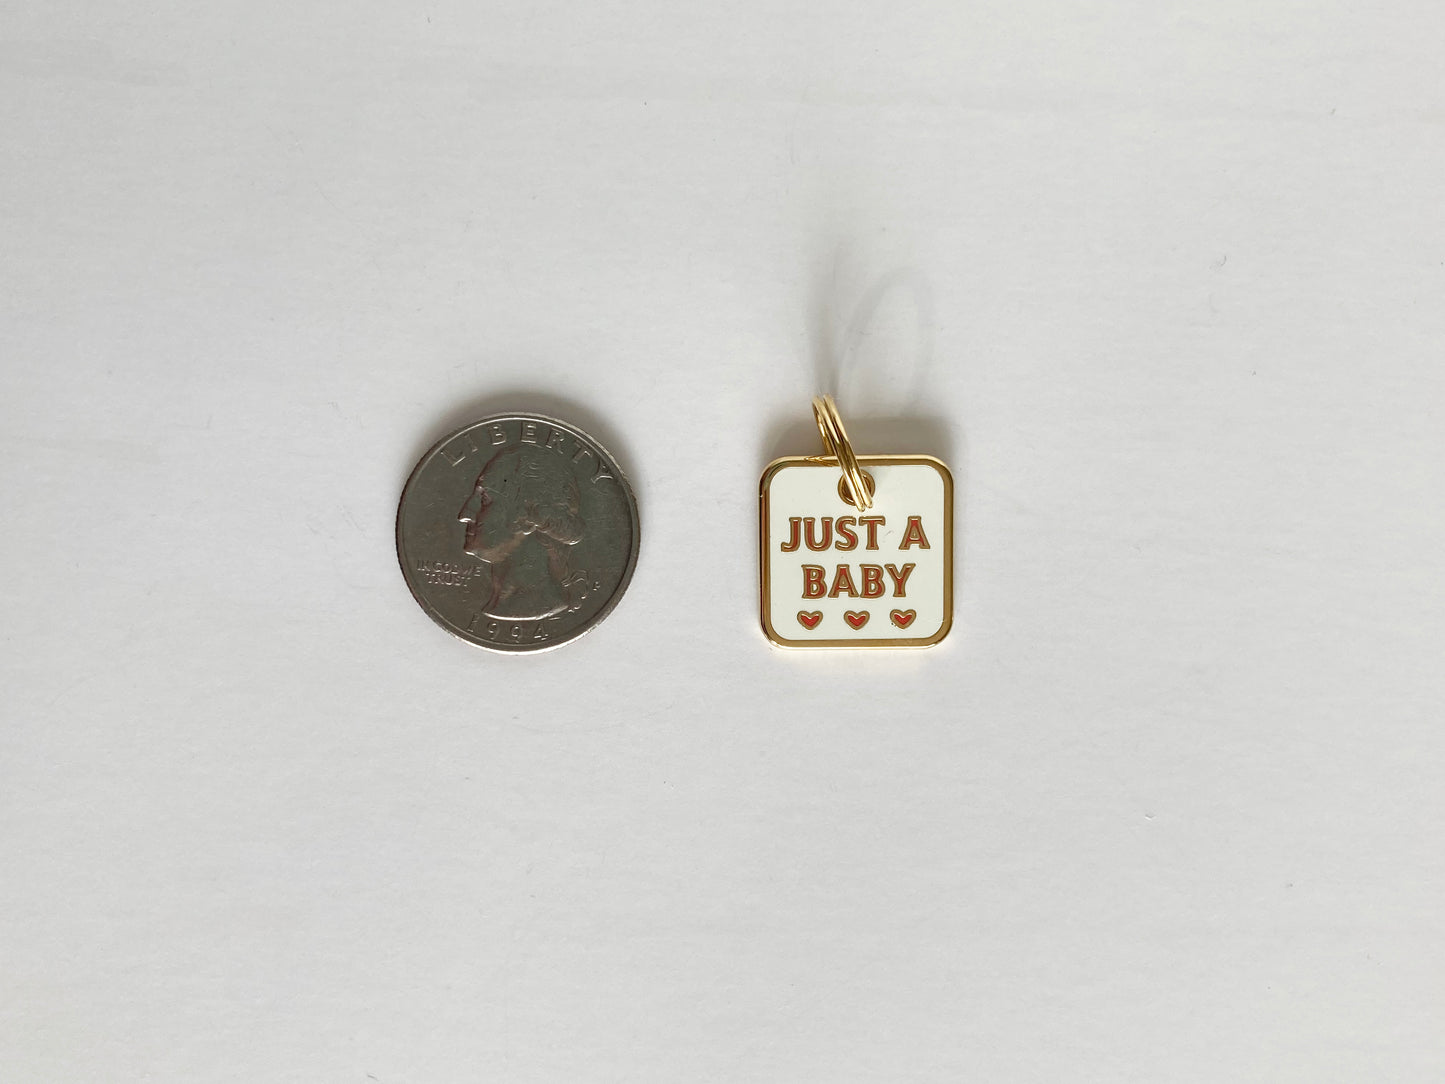 LIBERTY
IN GOD WE
TRUST
P
1994
JUST A
BABY